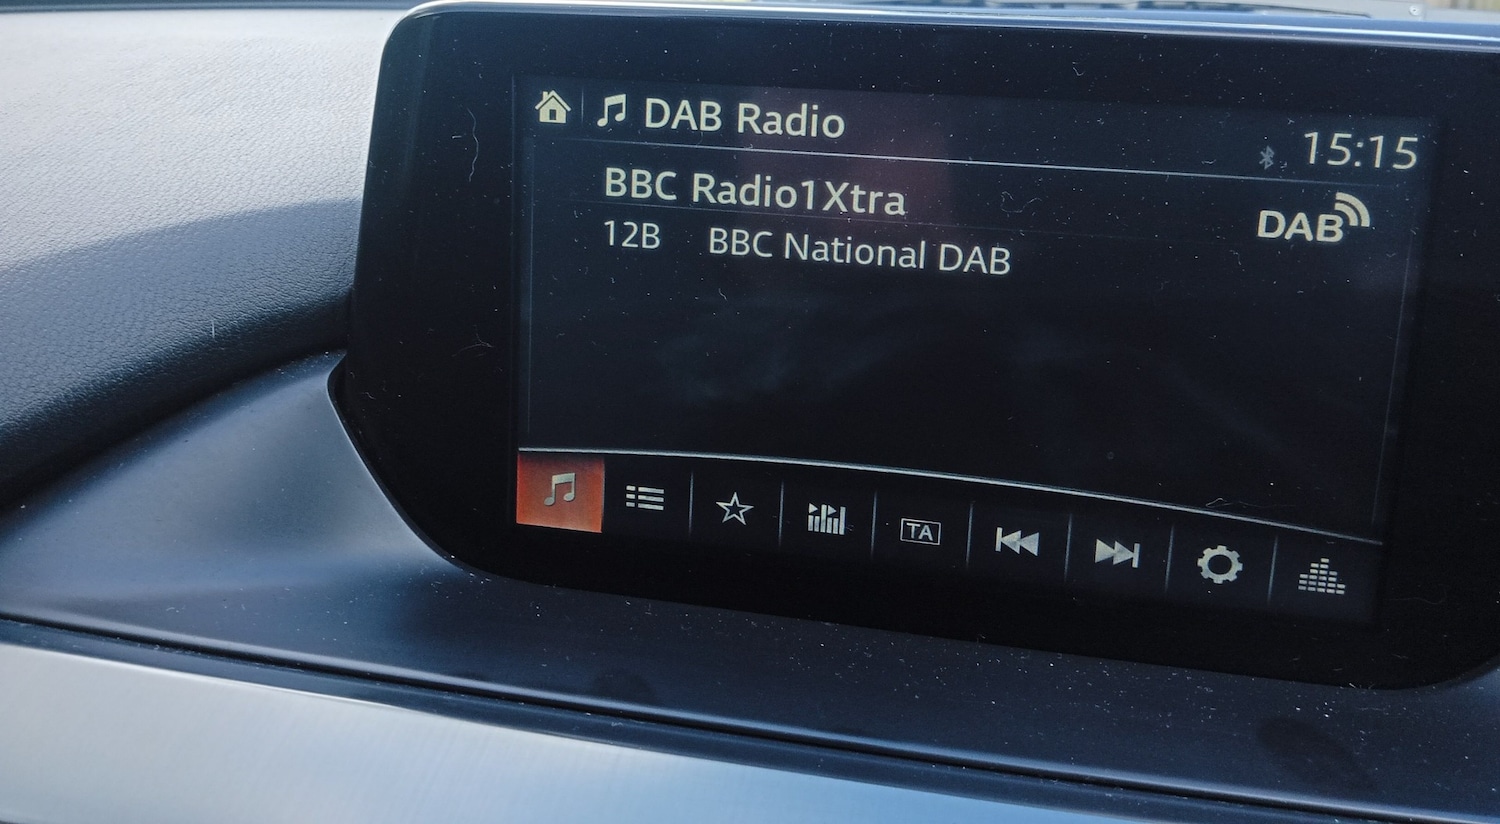 DAB Radio
15:15
BBC Radio1Xtra
DAB
12B BBC National DAB
TA